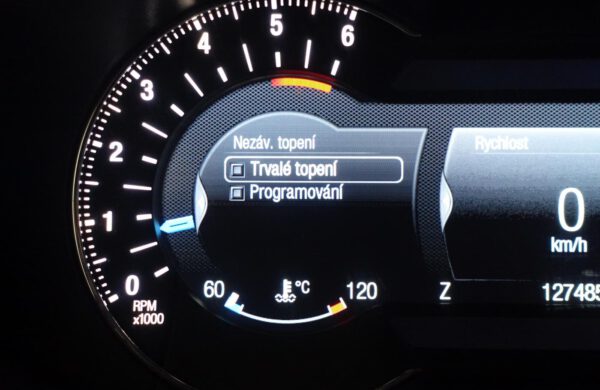 6
5
4
3
2
1
0
RPM
x1000
Nezáv. topení
Trvalé topení
Programování
60 °C 120
Rychlost
0
km/h
Z 127485